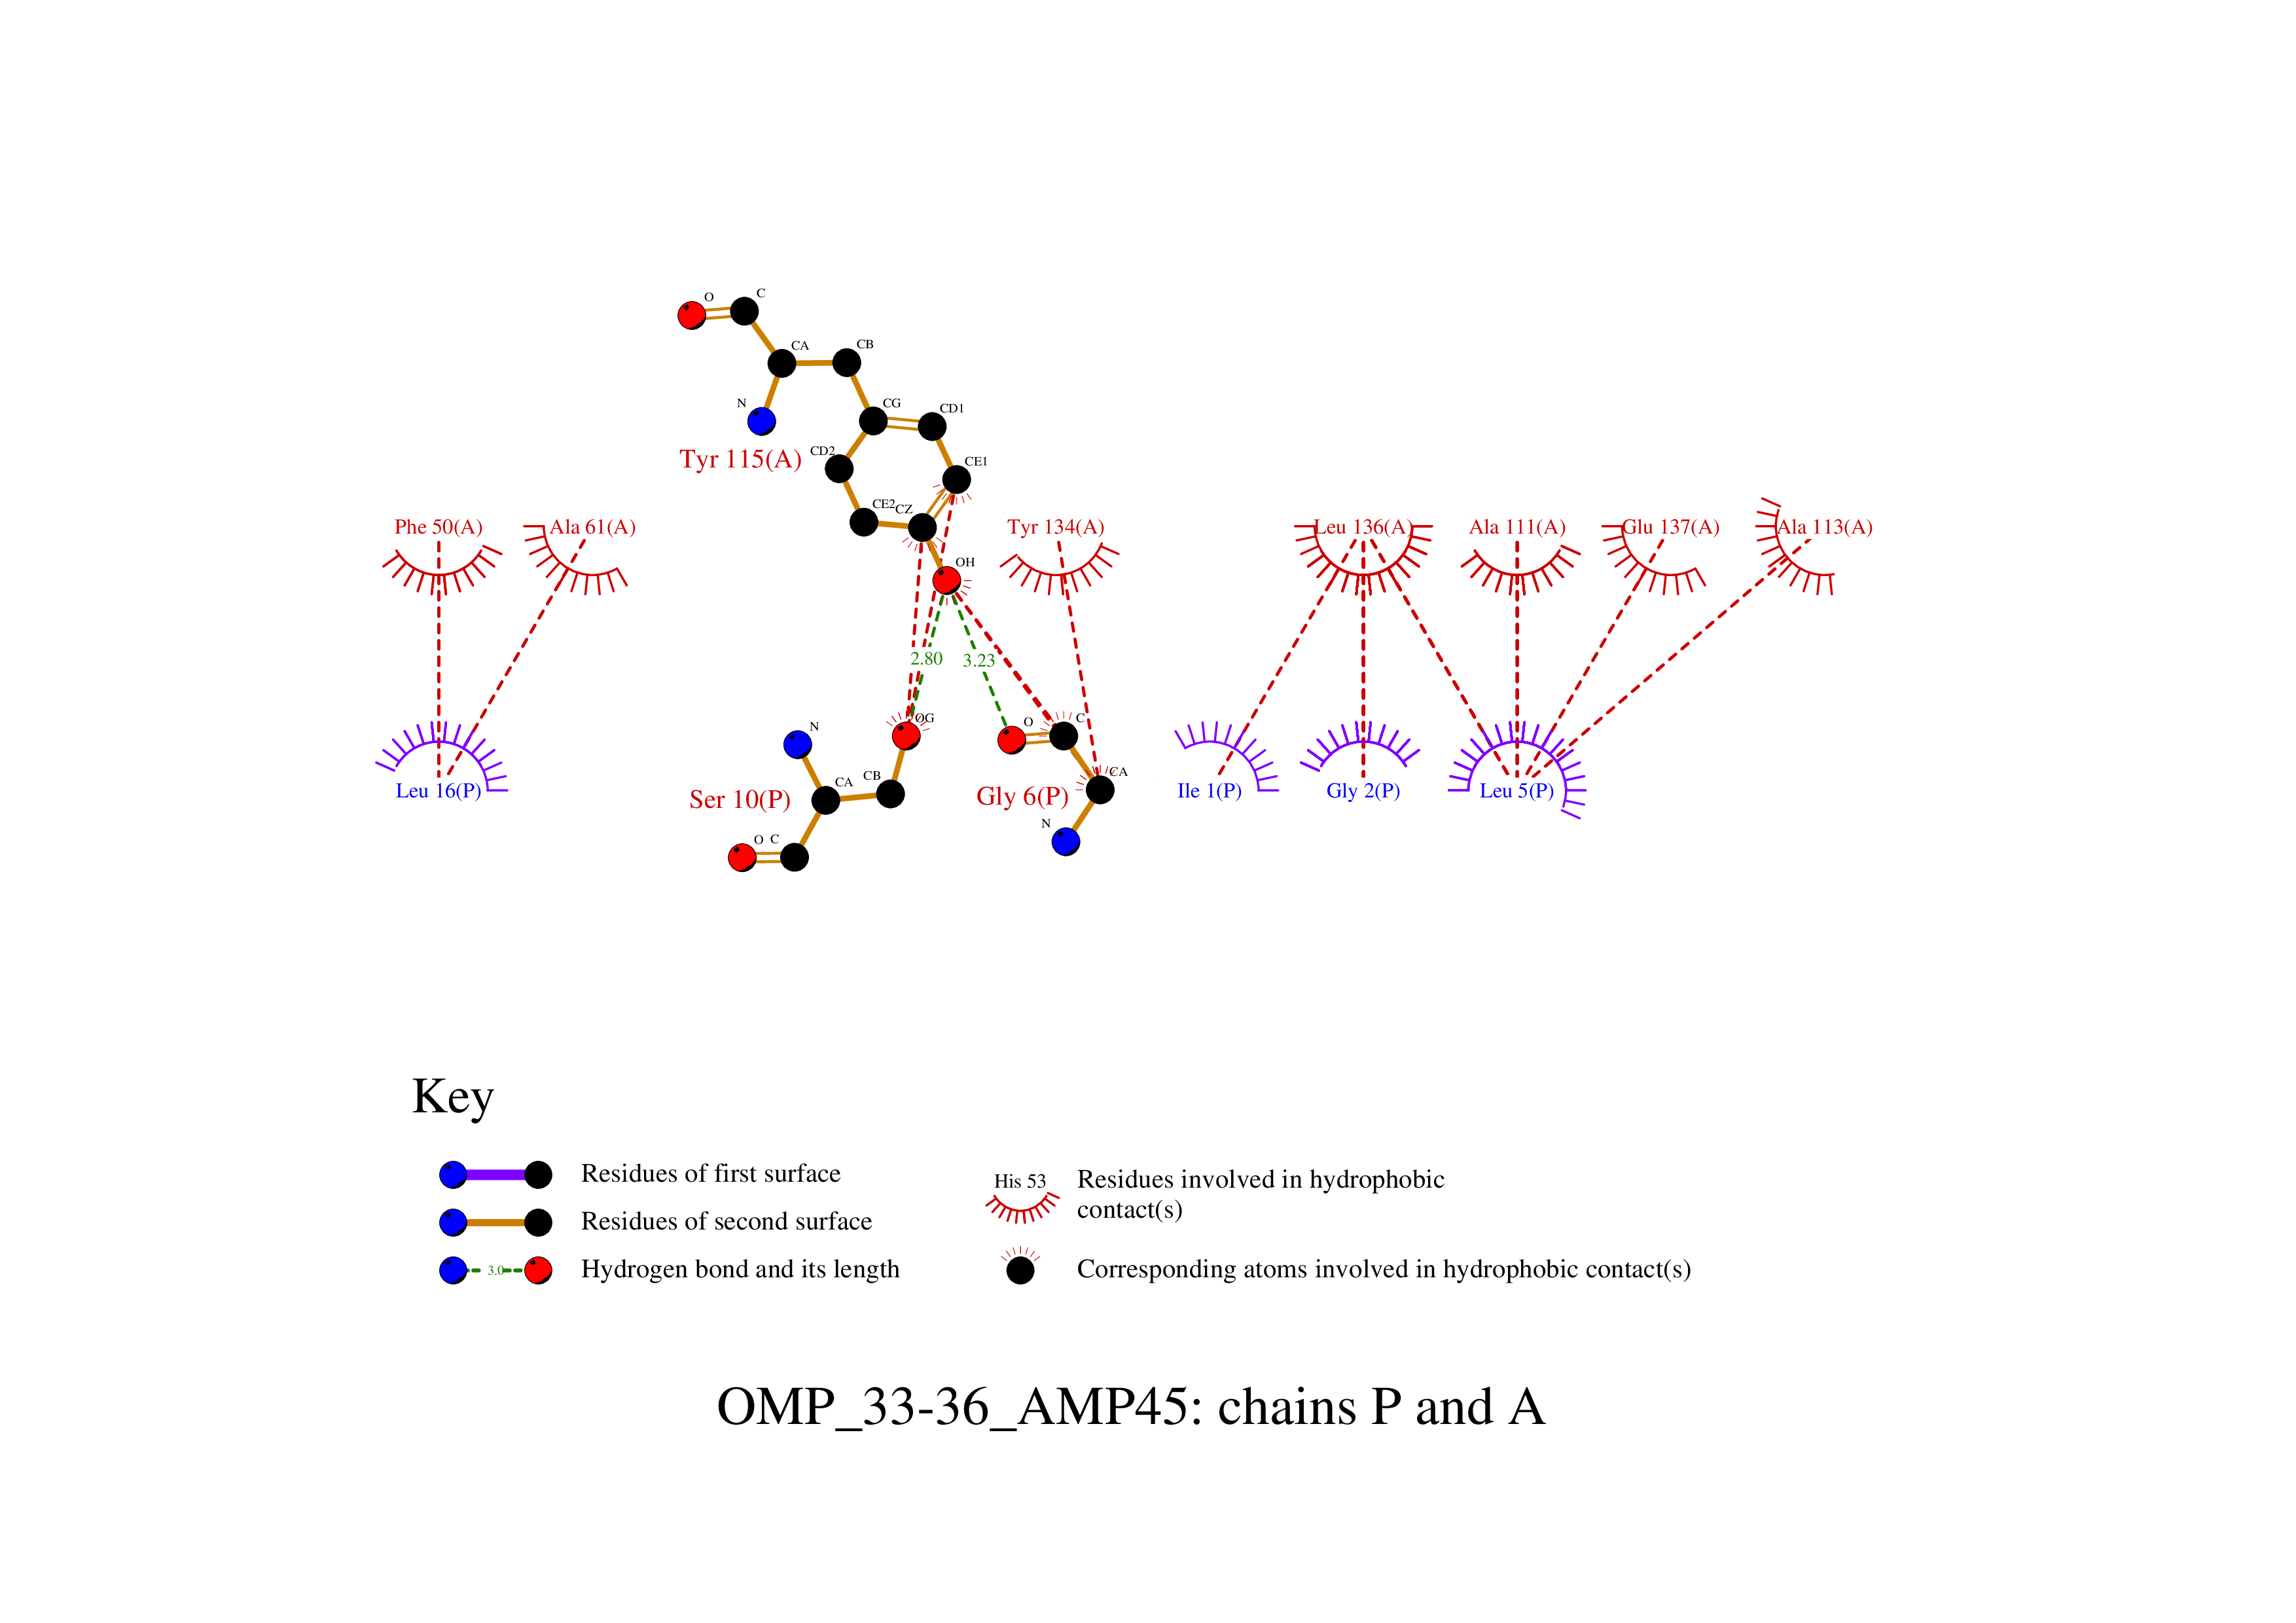 O C
CA CB
N CG CD1
Tyr 115(A) CD2 CE1
CE2 CZ
Phe 50(A) Ala 61(A) Tyr 134(A) Leu 136(A) Ala 111(A) Glu 137(A) Ala 113(A)
OH
2.80 3.23
N OG O C
CA CB CA
Leu 16(P) Ser 10(P) Gly 6(P) Ile 1(P) Gly 2(P) Leu 5(P)
O C N
Key
Residues of first surface
Residues of second surface
3.0 Hydrogen bond and its length
His 53 Residues involved in hydrophobic
contact(s)
Corresponding atoms involved in hydrophobic contact(s)
OMP_33-36_AMP45: chains P and A